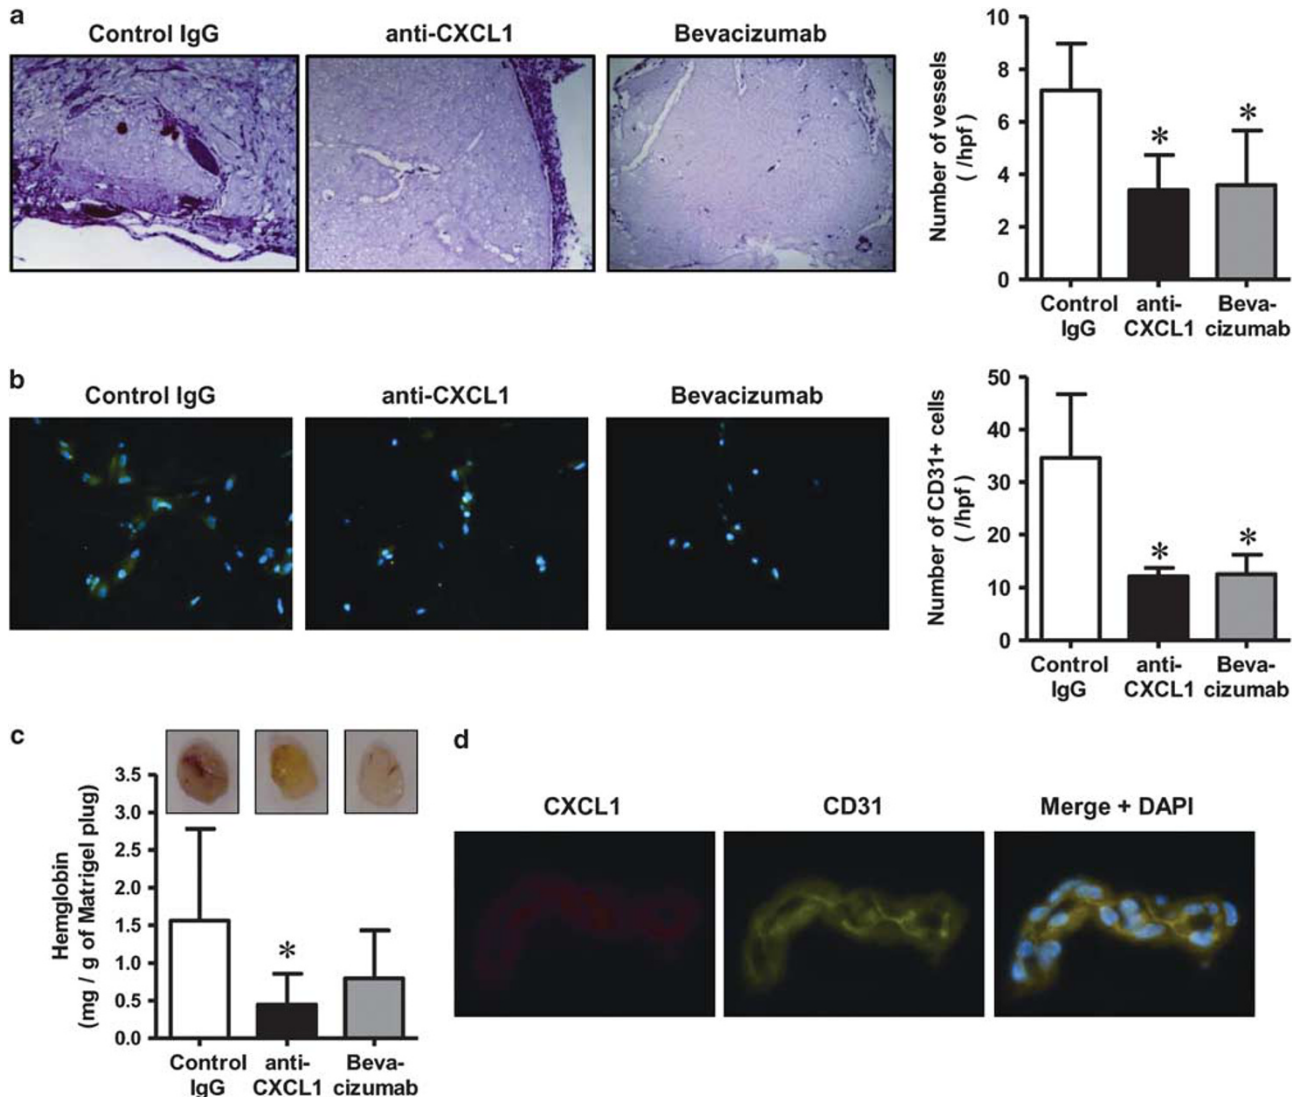 a
Control IgG
anti-CXCL1
Bevacizumab
Number of vessels
( /hpf )
10
8
6
4
2
0
*
*
Control
IgG
anti-
CXCL1
Beva-
cizumab
b
Control IgG
anti-CXCL1
Bevacizumab
Number of CD31+ cells
( /hpf )
50
40
30
20
10
0
*
*
Control
IgG
anti-
CXCL1
Beva-
cizumab
c
Hemglobin
(mg / g of Matrigel plug)
3.5
3.0
2.5
2.0
1.5
1.0
0.5
0.0
*
Control
IgG
anti-
CXCL1
Beva-
cizumab
d
CXCL1
CD31
Merge + DAPI